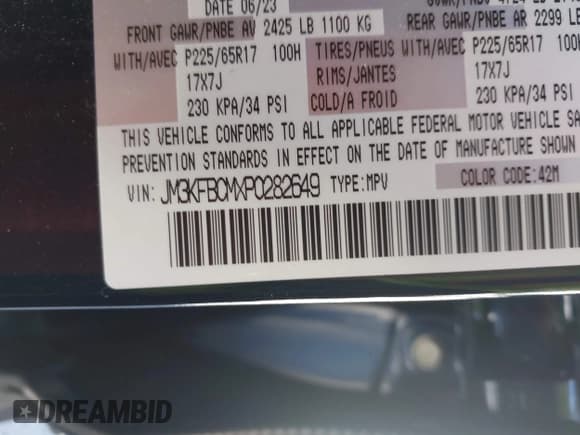 DATE 06/23
FRONT GAWR/PNBE AV 2425 LB 1100 KG REAR GAWR/PNBE AR 2299 LB
WITH/AVEC P225/65R17 100H TIRES/PNEUS WITH/AVEC P225/65R17 100H
17X7J RIMS/JANTES 17X7J
230 KPA/34 PSI COLD/A FROID 230 KPA/34 PSI
THIS VEHICLE CONFORMS TO ALL APPLICABLE FEDERAL MOTOR VEHICLE SA
PREVENTION STANDARDS IN EFFECT ON THE DATE OF MANUFACTURE SHOWN
VIN: JM3KFBCMXP0282649 TYPE:MPV COLOR CODE:42M
DREAMBID